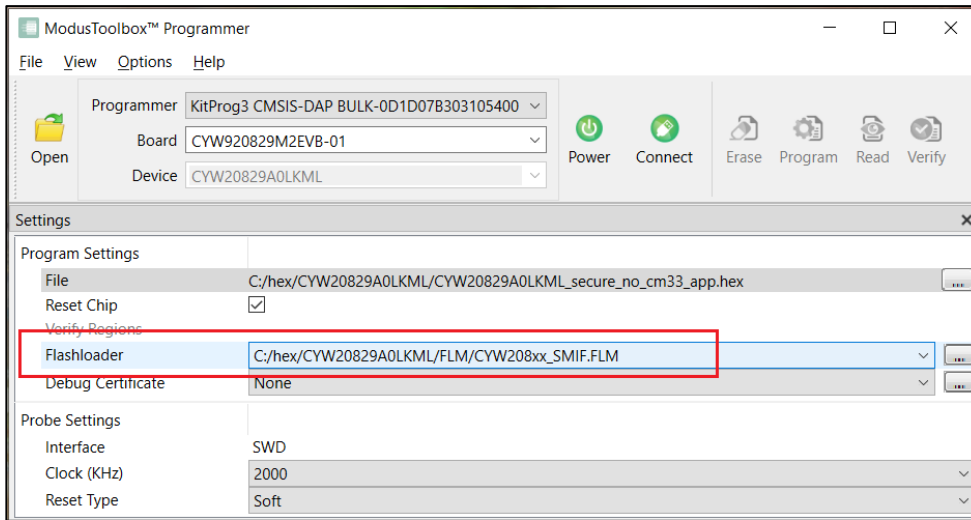 ModusToolbox™ Programmer
File View Options Help
Programmer KitProg3 CMSIS-DAP BULK-0D1D07B303105400
Board CYW920829M2EVB-01
Device CYW20829A0LKML
Open Power Connect Erase Program Read Verify
Settings
Program Settings
File C:/hex/CYW20829A0LKML/CYW20829A0LKML_secure_no_cm33_app.hex ...
Reset Chip
Verify Regions
Flashloader C:/hex/CYW20829A0LKML/FLM/CYW208xx_SMIF.FLM ...
Debug Certificate None ...
Probe Settings
Interface SWD
Clock (KHz) 2000
Reset Type Soft